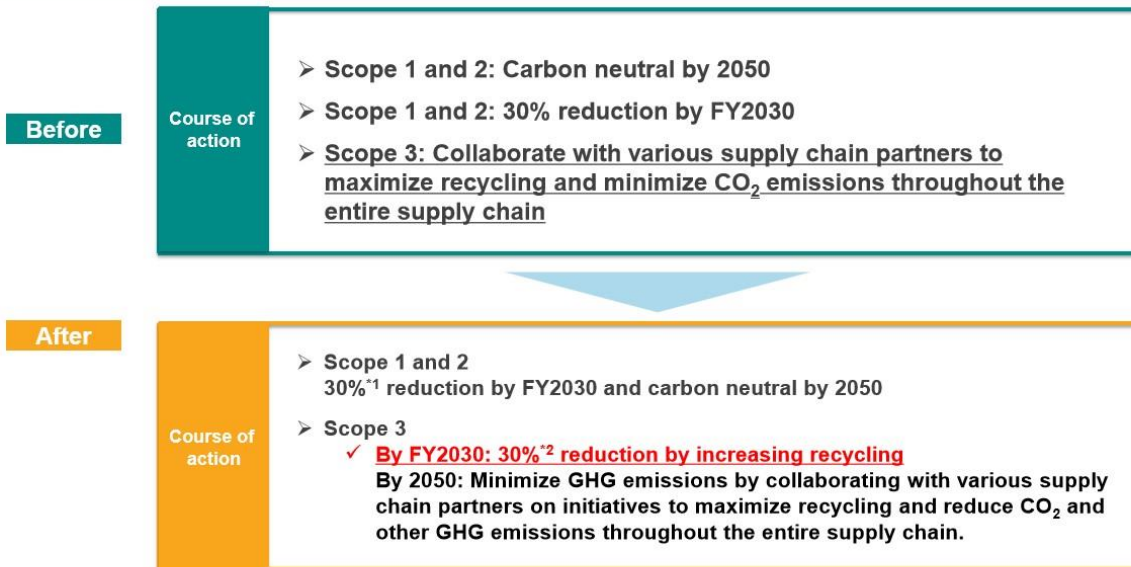 Before
Course of
action
➢ Scope 1 and 2: Carbon neutral by 2050
➢ Scope 1 and 2: 30% reduction by FY2030
➢ Scope 3: Collaborate with various supply chain partners to
maximize recycling and minimize CO₂ emissions throughout the
entire supply chain
After
Course of
action
➢ Scope 1 and 2
30%*1 reduction by FY2030 and carbon neutral by 2050
➢ Scope 3
✓ By FY2030: 30%*2 reduction by increasing recycling
By 2050: Minimize GHG emissions by collaborating with various supply
chain partners on initiatives to maximize recycling and reduce CO₂ and
other GHG emissions throughout the entire supply chain.